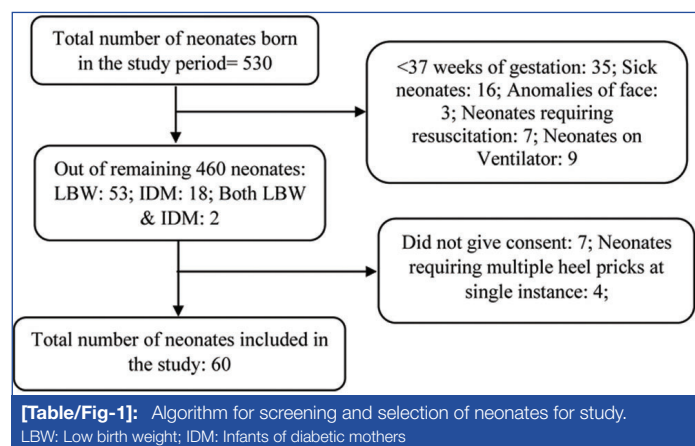 Total number of neonates born
in the study period= 530
<37 weeks of gestation: 35; Sick
neonates: 16; Anomalies of face:
3; Neonates requiring
resuscitation: 7; Neonates on
Ventilator: 9
Out of remaining 460 neonates:
LBW: 53; IDM: 18; Both LBW
& IDM: 2
Did not give consent: 7; Neonates
requiring multiple heel pricks at
single instance: 4;
Total number of neonates included in
the study: 60
[Table/Fig-1]: Algorithm for screening and selection of neonates for study.
LBW: Low birth weight; IDM: Infants of diabetic mothers